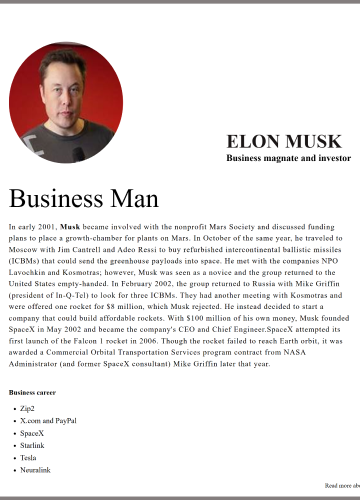 ELON MUSK
Business magnate and investor
Business Man
In early 2001, Musk became involved with the nonprofit Mars Society and discussed funding
plans to place a growth-chamber for plants on Mars. In October of the same year, he traveled to
Moscow with Jim Cantrell and Adeo Ressi to buy refurbished intercontinental ballistic missiles
(ICBMs) that could send the greenhouse payloads into space. He met with the companies NPO
Lavochkin and Kosmotras; however, Musk was seen as a novice and the group returned to the
United States empty-handed. In February 2002, the group returned to Russia with Mike Griffin
(president of In-Q-Tel) to look for three ICBMs. They had another meeting with Kosmotras and
were offered one rocket for $8 million, which Musk rejected. He instead decided to start a
company that could build affordable rockets. With $100 million of his own money, Musk founded
SpaceX in May 2002 and became the company's CEO and Chief Engineer.SpaceX attempted its
first launch of the Falcon 1 rocket in 2006. Though the rocket failed to reach Earth orbit, it was
awarded a Commercial Orbital Transportation Services program contract from NASA
Administrator (and former SpaceX consultant) Mike Griffin later that year.
Business career
• Zip2
• X.com and PayPal
• SpaceX
• Starlink
• Tesla
• Neuralink
Read more abo